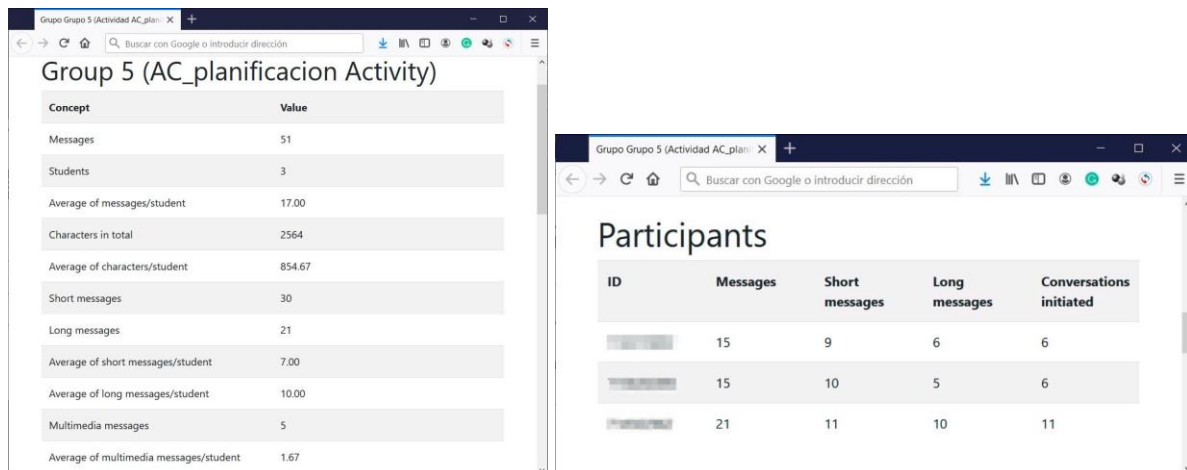 Grupo Grupo 5 (Actividad AC_plani
Buscar con Google o introducir dirección
Group 5 (AC_planificacion Activity)
Concept Value
Messages 51
Students 3
Average of messages/student 17.00
Characters in total 2564
Average of characters/student 854.67
Short messages 30
Long messages 21
Average of short messages/student 7.00
Average of long messages/student 10.00
Multimedia messages 5
Average of multimedia messages/student 1.67
Grupo Grupo 5 (Actividad AC_plani
Buscar con Google o introducir dirección
Participants
ID Messages Short messages Long messages Conversations initiated
15 9 6 6
15 10 5 6
21 11 10 11